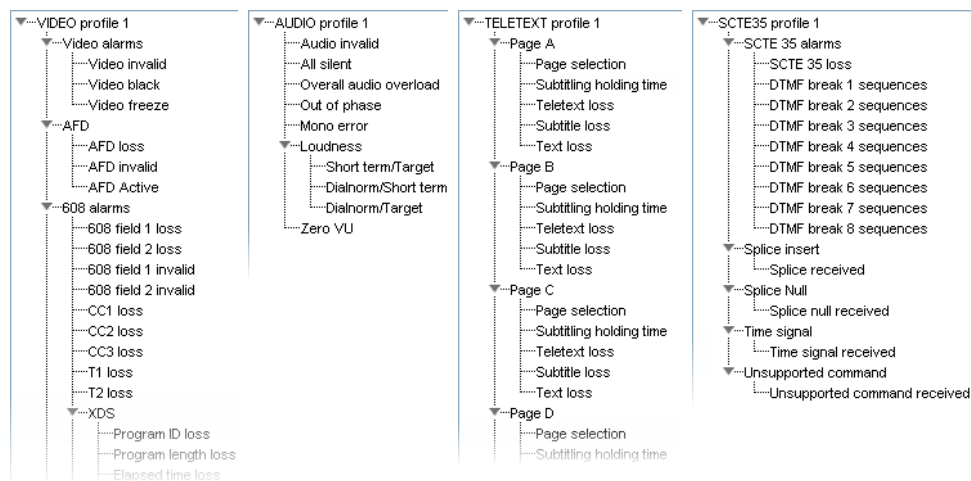 VIDEO profile 1
Video alarms
Video invalid
Video black
Video freeze
AFD
AFD loss
AFD invalid
AFD Active
608 alarms
608 field 1 loss
608 field 2 loss
608 field 1 invalid
608 field 2 invalid
CC1 loss
CC2 loss
CC3 loss
T1 loss
T2 loss
XDS
Program ID loss
Program length loss
Elapsed time loss
AUDIO profile 1
Audio invalid
All silent
Overall audio overload
Out of phase
Mono error
Loudness
Short term/Target
Dialnorm/Short term
Dialnorm/Target
Zero VU
TELETEXT profile 1
Page A
Page selection
Subtitling holding time
Teletext loss
Subtitle loss
Text loss
Page B
Page selection
Subtitling holding time
Teletext loss
Subtitle loss
Text loss
Page C
Page selection
Subtitling holding time
Teletext loss
Subtitle loss
Text loss
Page D
Page selection
Subtitling holding time
SCTE35 profile 1
SCTE 35 alarms
SCTE 35 loss
DTMF break 1 sequences
DTMF break 2 sequences
DTMF break 3 sequences
DTMF break 4 sequences
DTMF break 5 sequences
DTMF break 6 sequences
DTMF break 7 sequences
DTMF break 8 sequences
Splice insert
Splice received
Splice Null
Splice null received
Time signal
Time signal received
Unsupported command
Unsupported command received